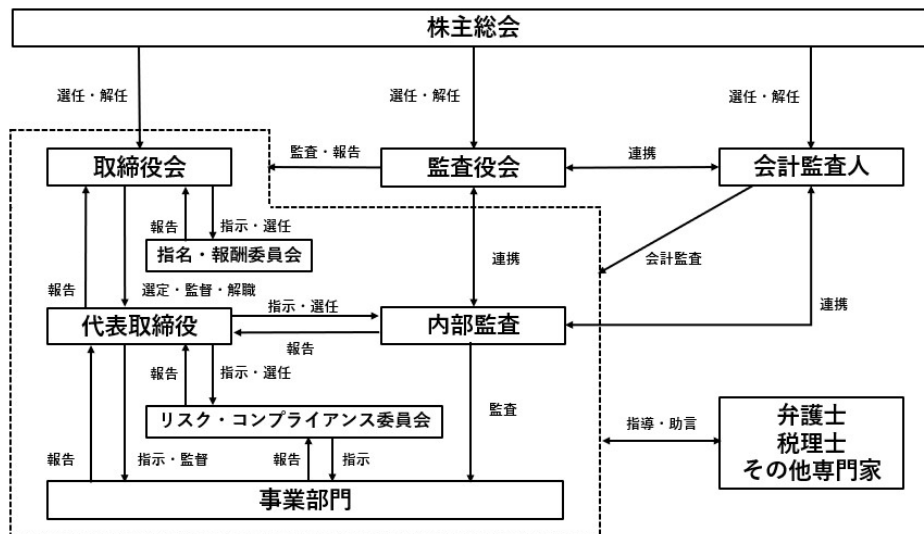 株主総会
選任・解任
選任・解任
選任・解任
取締役会
監査・報告
監査役会
連携
会計監査人
報告
指示・選任
指名・報酬委員会
連携
会計監査
報告
選定・監督・解職
指示・選任
代表取締役
内部監査
連携
報告
報告
指示・選任
リスク・コンプライアンス委員会
監査
指導・助言
弁護士
税理士
その他専門家
報告
指示・監督
報告
指示
事業部門